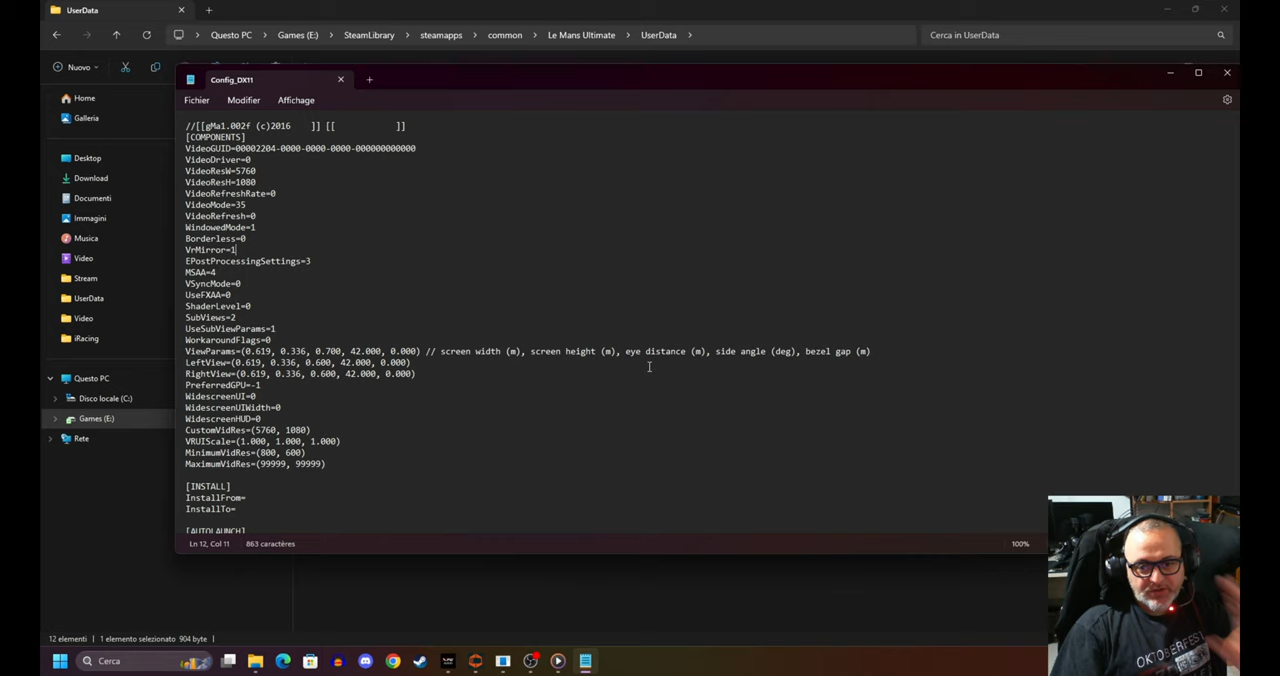 UserData
Questo PC > Games (E:) > SteamLibrary > steamapps > common > Le Mans Ultimate > UserData >
Cerca in UserData
Nuovo
Home
Galleria
Desktop
Download
Documenti
Immagini
Musica
Video
Stream
UserData
Video
iRacing
Questo PC
Disco locale (C:)
Games (E:)
Rete
Config_DX11
Fichier Modifier Affichage
//[[gMa1.002f (c)2016    ]] [[            ]]
[COMPONENTS]
VideoGUID=00002204-0000-0000-0000-000000000000
VideoDriver=0
VideoResW=5760
VideoResH=1080
VideoRefreshRate=0
VideoMode=35
VideoRefresh=0
WindowedMode=1
Borderless=0
VrMirror=1
EPostProcessingSettings=3
MSAA=4
VSyncMode=0
UseFXAA=0
ShaderLevel=0
SubViews=2
UseSubViewParams=1
WorkaroundFlags=0
ViewParams=(0.619, 0.336, 0.700, 42.000, 0.000) // screen width (m), screen height (m), eye distance (m), side angle (deg), bezel gap (m)
LeftView=(0.619, 0.336, 0.600, 42.000, 0.000)
RightView=(0.619, 0.336, 0.600, 42.000, 0.000)
PreferredGPU=-1
WidescreenUI=0
WidescreenUIWidth=0
WidescreenHUD=0
CustomVidRes=(5760, 1080)
VRUIScale=(1.000, 1.000, 1.000)
MinimumVidRes=(800, 600)
MaximumVidRes=(99999, 99999)
[INSTALL]
InstallFrom=
InstallTo=
[AUTOLAUNCH]
Ln 12, Col 11 863 caractères 100%
OKTOBERFEST
12 elementi 1 elemento selezionato 904 byte
Cerca